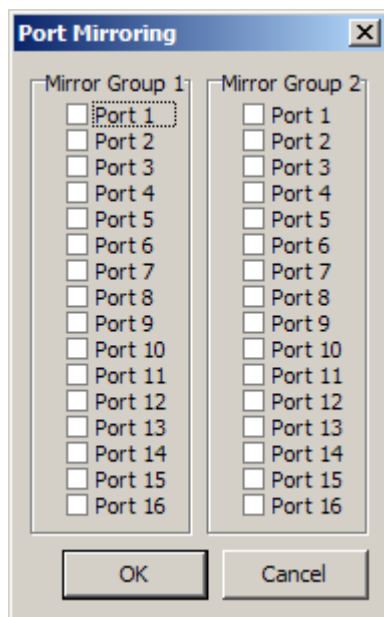 Port Mirroring
Mirror Group 1
Port 1
Port 2
Port 3
Port 4
Port 5
Port 6
Port 7
Port 8
Port 9
Port 10
Port 11
Port 12
Port 13
Port 14
Port 15
Port 16
Mirror Group 2
Port 1
Port 2
Port 3
Port 4
Port 5
Port 6
Port 7
Port 8
Port 9
Port 10
Port 11
Port 12
Port 13
Port 14
Port 15
Port 16
OK
Cancel